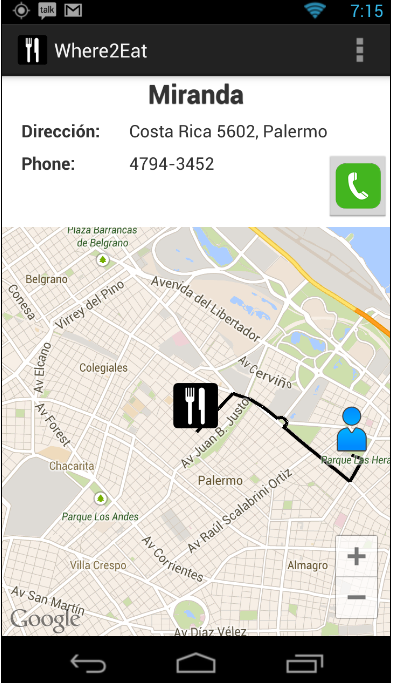 talk
7:15
Where2Eat
Miranda
Dirección: Costa Rica 5602, Palermo
Phone: 4794-3452
Plaza Barrancas
de Belgrano
Belgrano
Conesa
Virrey del Pino
Avenida del Libertador
Av Elcano
Colegiales
Av Cerviño
Av Forest
Av Juan B. Justo
Chacarita
Palermo
Parque Las Hera
Parque Los Andes
Av Raúl Scalabrini Ortiz
Av Corrientes
Villa Crespo
Almagro
Av San Martín
Google
Av Díaz Vélez